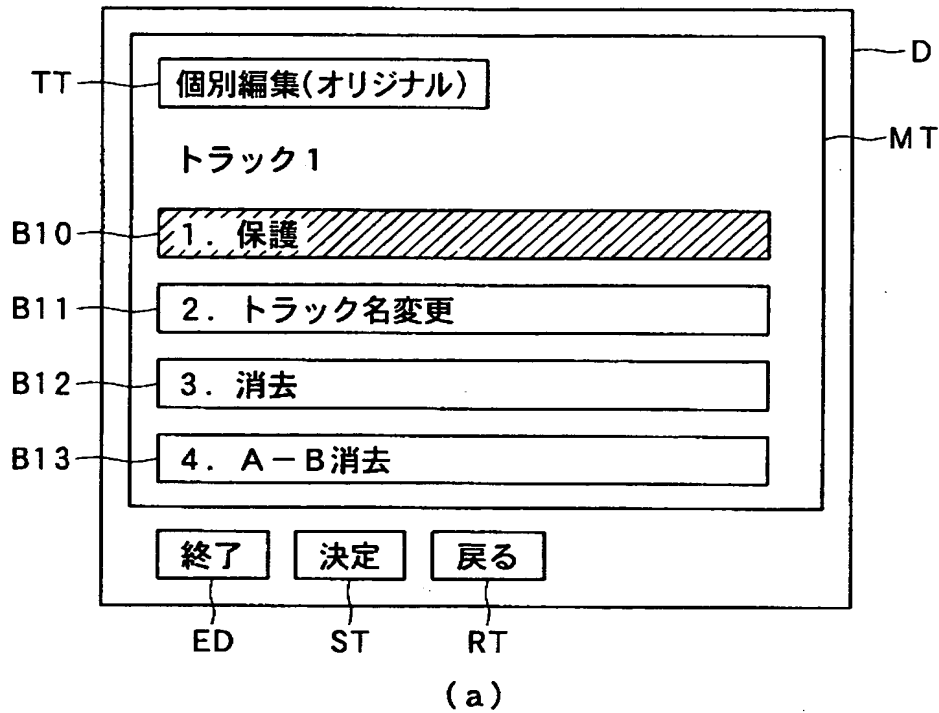 D
TT
個別編集(オリジナル)
MT
トラック1
B10
1. 保護
B11
2. トラック名変更
B12
3. 消去
B13
4. A-B消去
終了 決定 戻る
ED ST RT
(a)